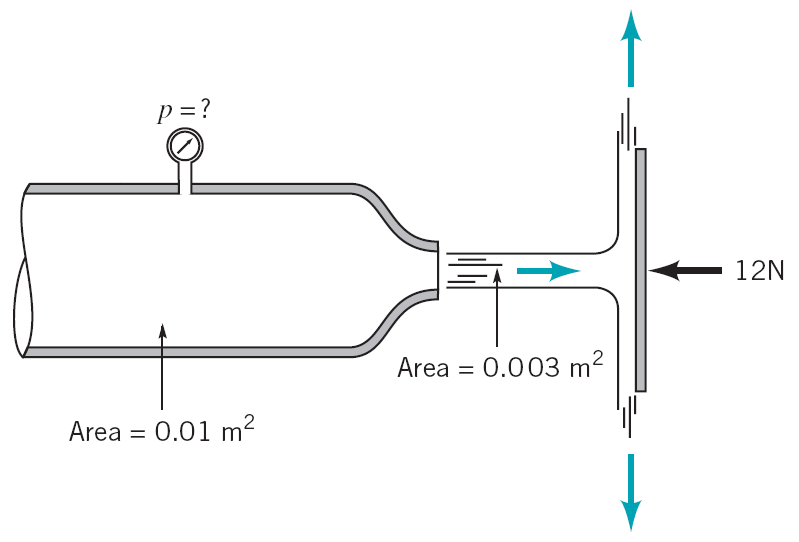 p = ?
12N
Area = 0.003 m²
Area = 0.01 m²